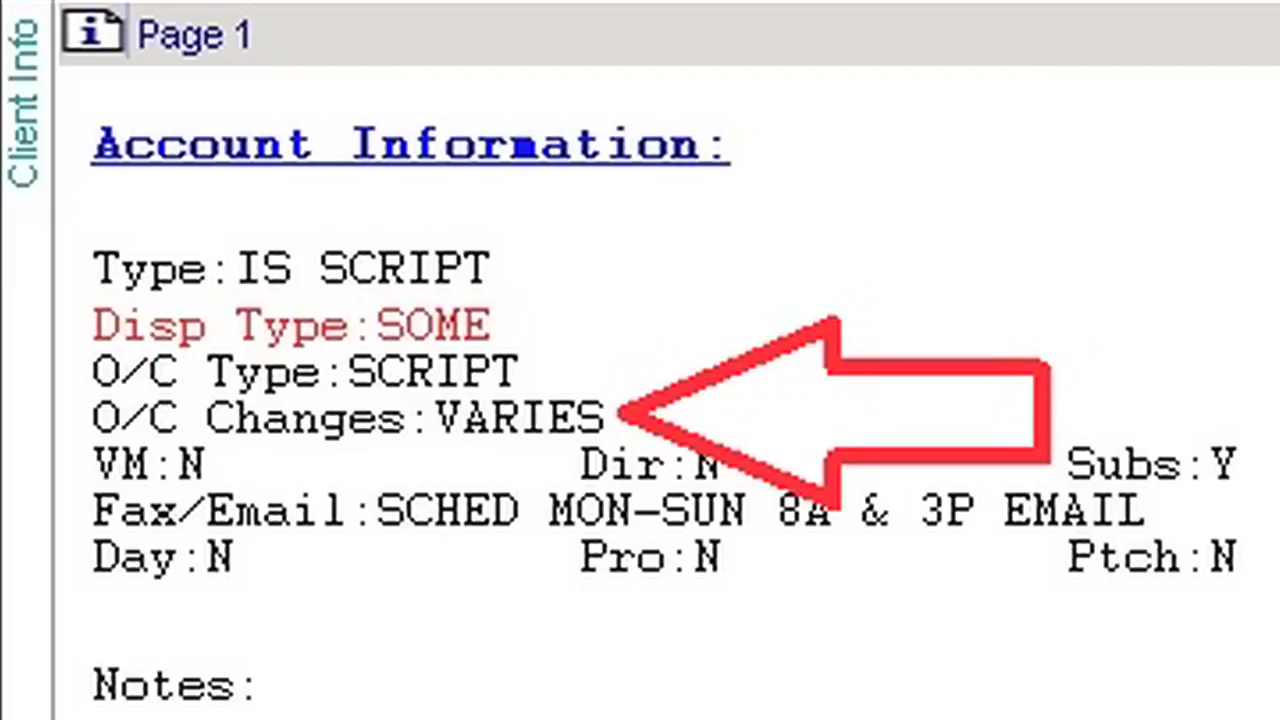 Client Info
Page 1
Account Information:
Type:IS SCRIPT
Disp Type:SOME
O/C Type:SCRIPT
O/C Changes:VARIES
VM:N Dir:N Subs:Y
Fax/Email:SCHED MON-SUN 8A & 3P EMAIL
Day:N Pro:N Ptch:N
Notes: